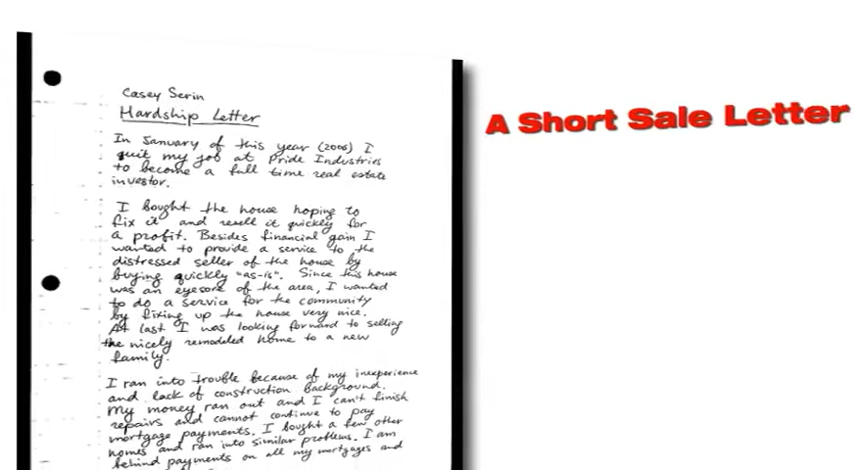 Casey Serin
Hardship Letter
In January of this year (2006) I
quit my job at Pride Industries
to become a full time real estate
investor.
I bought the house hoping to
fix it and resell it quickly for
a profit. Besides financial gain I
wanted to provide a service to the
distressed seller of the house by
buying quickly "as-is". Since this house
was an eyesore of the area, I wanted
to do a service for the community
by fixing up the house very nice.
At last I was looking forward to selling
the nicely remodeled home to a new
family.
I ran into trouble because of my inexperience
and lack of construction background.
My money ran out and I can't finish
repairs and cannot continue to pay
mortgage payments. I bought a few other
homes and ran into similar problems. I am
behind payments on all my mortgages and
A Short Sale Letter